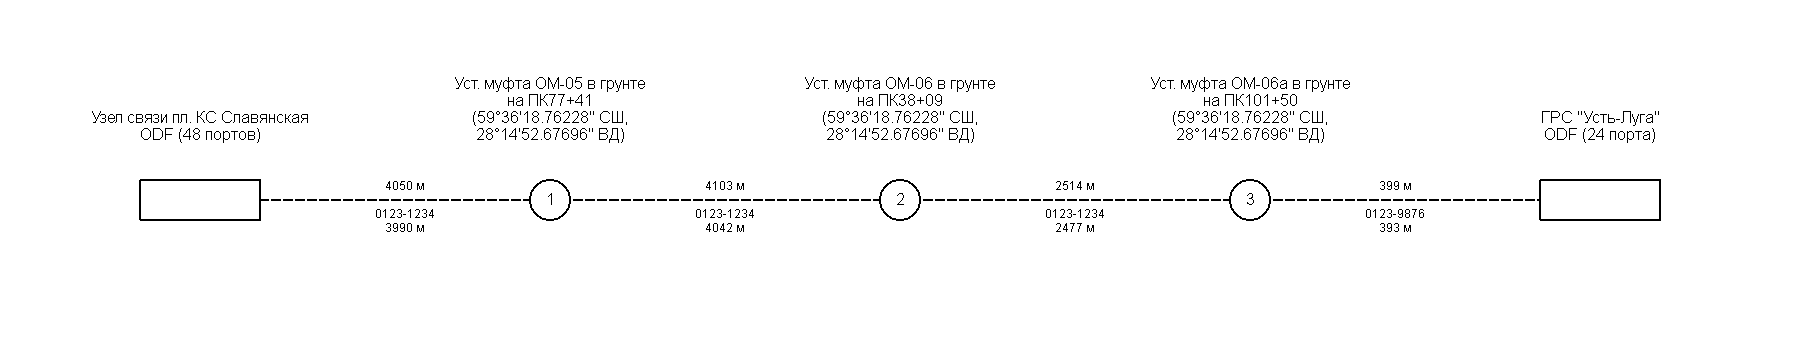 Узел связи пл. КС Славянская
ODF (48 портов)
Уст. муфта ОМ-05 в грунте
на ПК77+41
(59°36'18.76228" СШ,
28°14'52.67696" ВД)
Уст. муфта ОМ-06 в грунте
на ПК38+09
(59°36'18.76228" СШ,
28°14'52.67696" ВД)
Уст. муфта ОМ-06а в грунте
на ПК101+50
(59°36'18.76228" СШ,
28°14'52.67696" ВД)
ГРС "Усть-Луга"
ODF (24 порта)
4050 м
0123-1234
3990 м
1
4103 м
0123-1234
4042 м
2
2514 м
0123-1234
2477 м
3
399 м
0123-9876
393 м